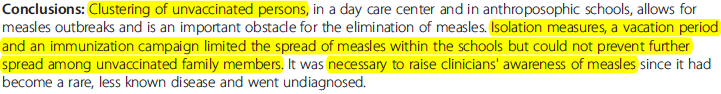 Conclusions: Clustering of unvaccinated persons, in a day care center and in anthroposophic schools, allows for
measles outbreaks and is an important obstacle for the elimination of measles. Isolation measures, a vacation period
and an immunization campaign limited the spread of measles within the schools but could not prevent further
spread among unvaccinated family members. It was necessary to raise clinicians' awareness of measles since it had
become a rare, less known disease and went undiagnosed.